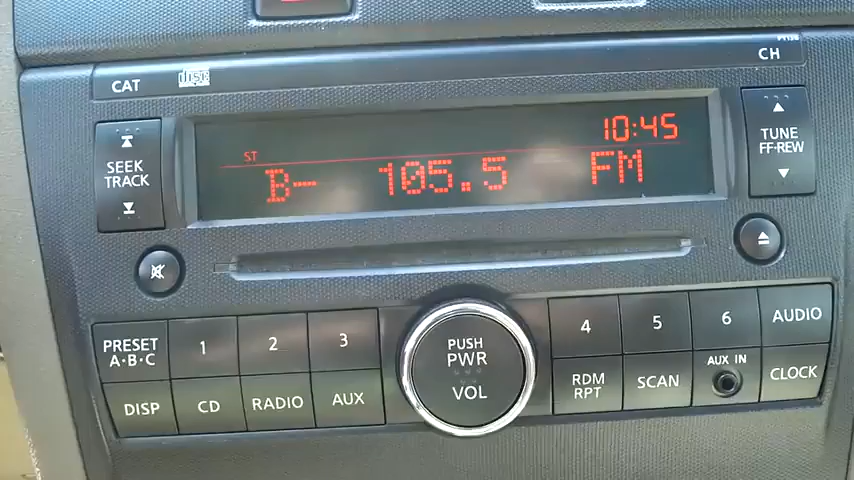 CH
CAT
disc
10:45
ST
B- 105.5 FM
SEEK
TRACK
TUNE
FF·REW
PRESET
A·B·C
1
2
3
PUSH
PWR
VOL
4
5
6
AUDIO
DISP
CD
RADIO
AUX
RDM
RPT
SCAN
AUX IN
CLOCK